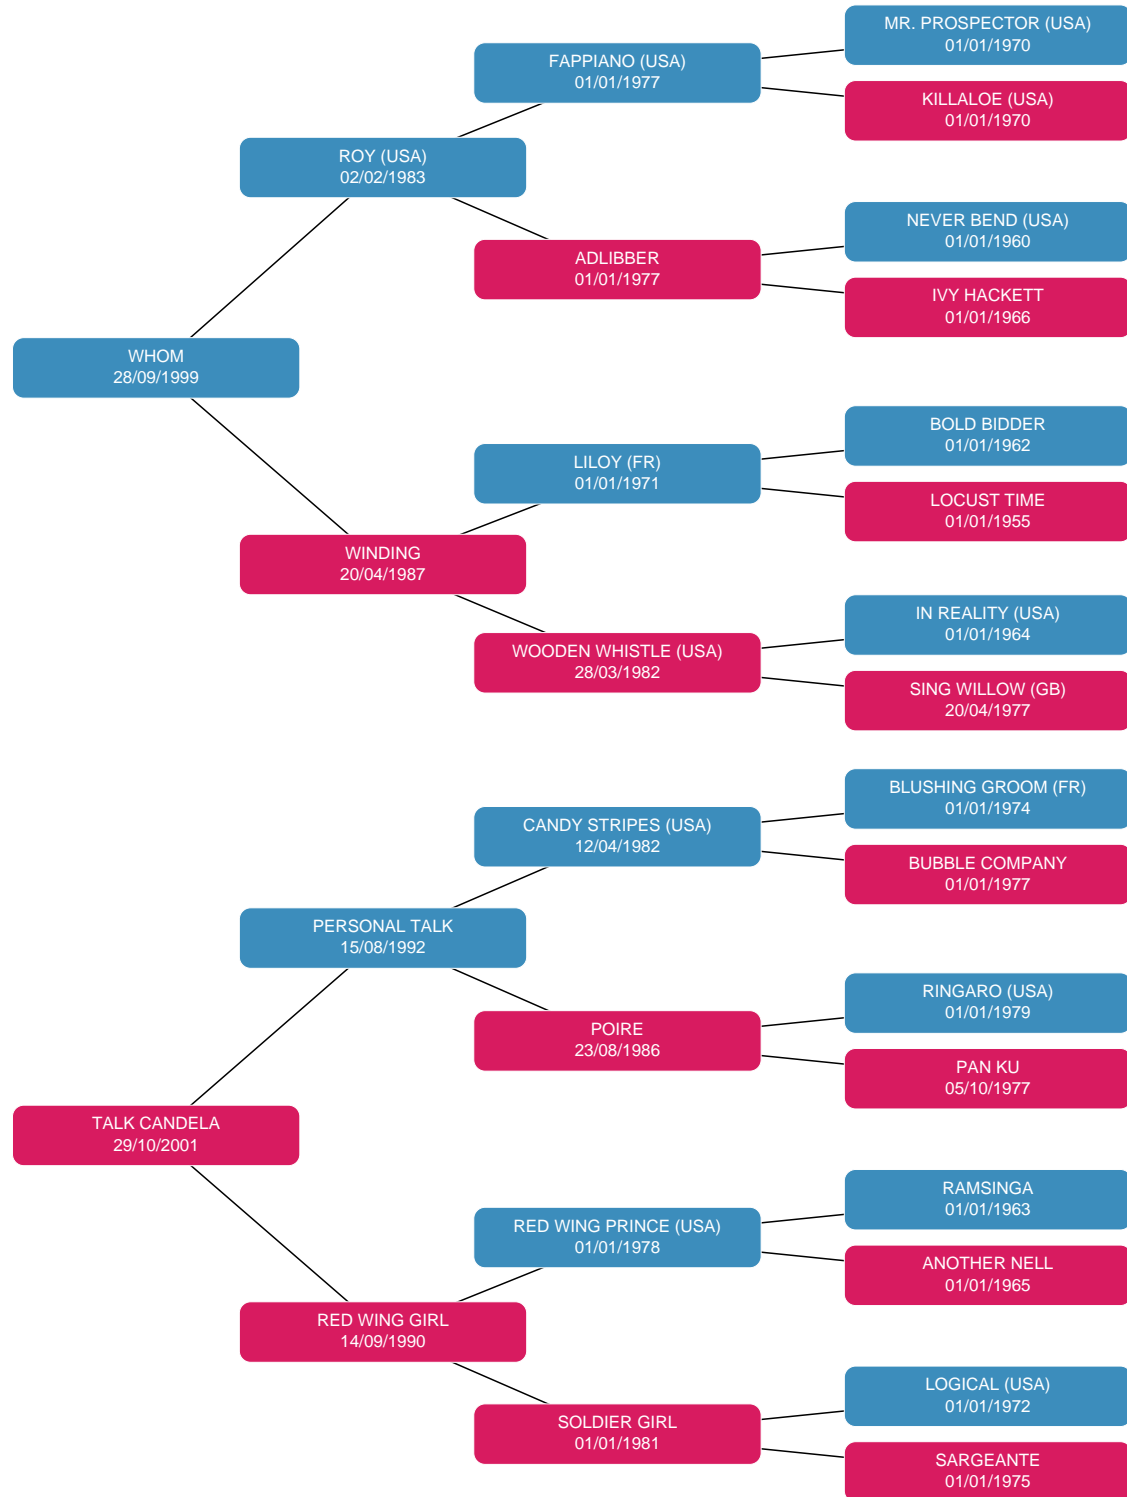 MR. PROSPECTOR (USA)
01/01/1970
FAPPIANO (USA)
01/01/1977
KILLALOE (USA)
01/01/1970
ROY (USA)
02/02/1983
NEVER BEND (USA)
01/01/1960
ADLIBBER
01/01/1977
IVY HACKETT
01/01/1966
WHOM
28/09/1999
BOLD BIDDER
01/01/1962
LILOY (FR)
01/01/1971
LOCUST TIME
01/01/1955
WINDING
20/04/1987
IN REALITY (USA)
01/01/1964
WOODEN WHISTLE (USA)
28/03/1982
SING WILLOW (GB)
20/04/1977
BLUSHING GROOM (FR)
01/01/1974
CANDY STRIPES (USA)
12/04/1982
BUBBLE COMPANY
01/01/1977
PERSONAL TALK
15/08/1992
RINGARO (USA)
01/01/1979
POIRE
23/08/1986
PAN KU
05/10/1977
TALK CANDELA
29/10/2001
RAMSINGA
01/01/1963
RED WING PRINCE (USA)
01/01/1978
ANOTHER NELL
01/01/1965
RED WING GIRL
14/09/1990
LOGICAL (USA)
01/01/1972
SOLDIER GIRL
01/01/1981
SARGEANTE
01/01/1975